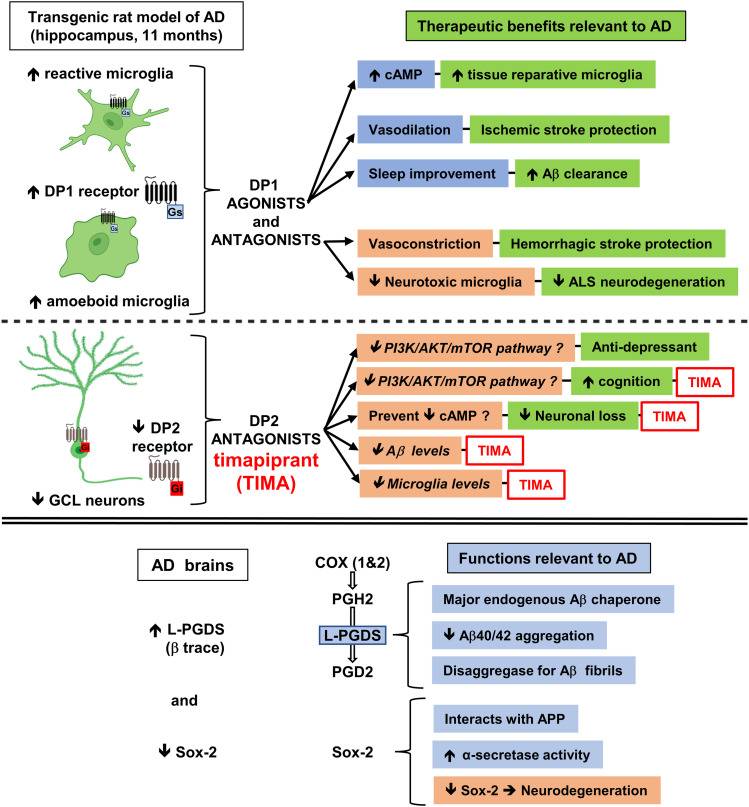 Transgenic rat model of AD
(hippocampus, 11 months)
Therapeutic benefits relevant to AD
↑ reactive microglia
Gs
↑ DP1 receptor
Gs
Gs
↑ amoeboid microglia
DP1
AGONISTS
and
ANTAGONISTS
↑ cAMP
↑ tissue reparative microglia
Vasodilation
Ischemic stroke protection
Sleep improvement
↑ Aβ clearance
Vasoconstriction
Hemorrhagic stroke protection
↓ Neurotoxic microglia
↓ ALS neurodegeneration
↓ DP2
receptor
Gi
Gi
↓ GCL neurons
DP2
ANTAGONISTS
timapiprant
(TIMA)
↓ PI3K/AKT/mTOR pathway ?
Anti-depressant
↓ PI3K/AKT/mTOR pathway ?
↑ cognition
TIMA
Prevent ↓ cAMP ?
↓ Neuronal loss
TIMA
↓ Aβ levels
TIMA
↓ Microglia levels
TIMA
AD brains
↑ L-PGDS
(β trace)
and
↓ Sox-2
COX (1&2)
PGH2
L-PGDS
PGD2
Sox-2
Functions relevant to AD
Major endogenous Aβ chaperone
↓ Aβ40/42 aggregation
Disaggregase for Aβ fibrils
Interacts with APP
↑ α-secretase activity
↓ Sox-2 → Neurodegeneration